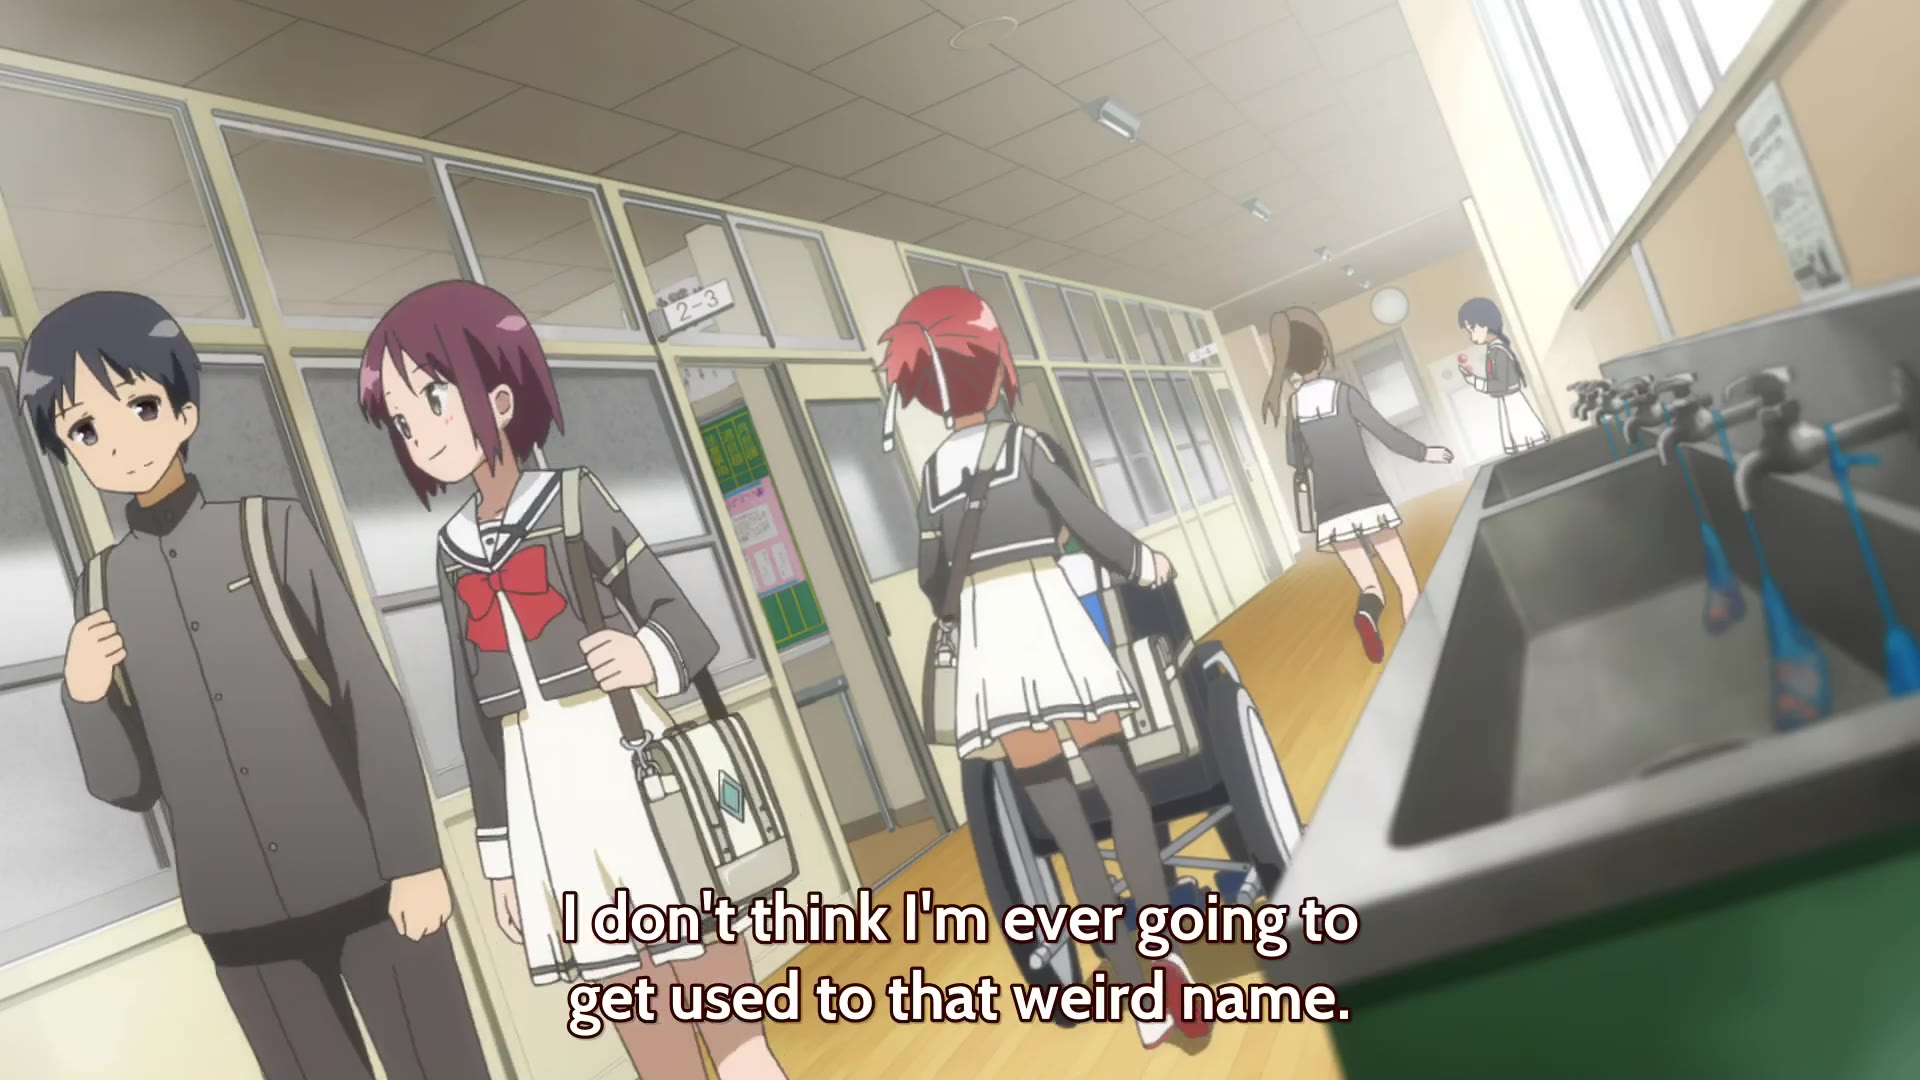 2-3
I don't think I'm ever going to
get used to that weird name.